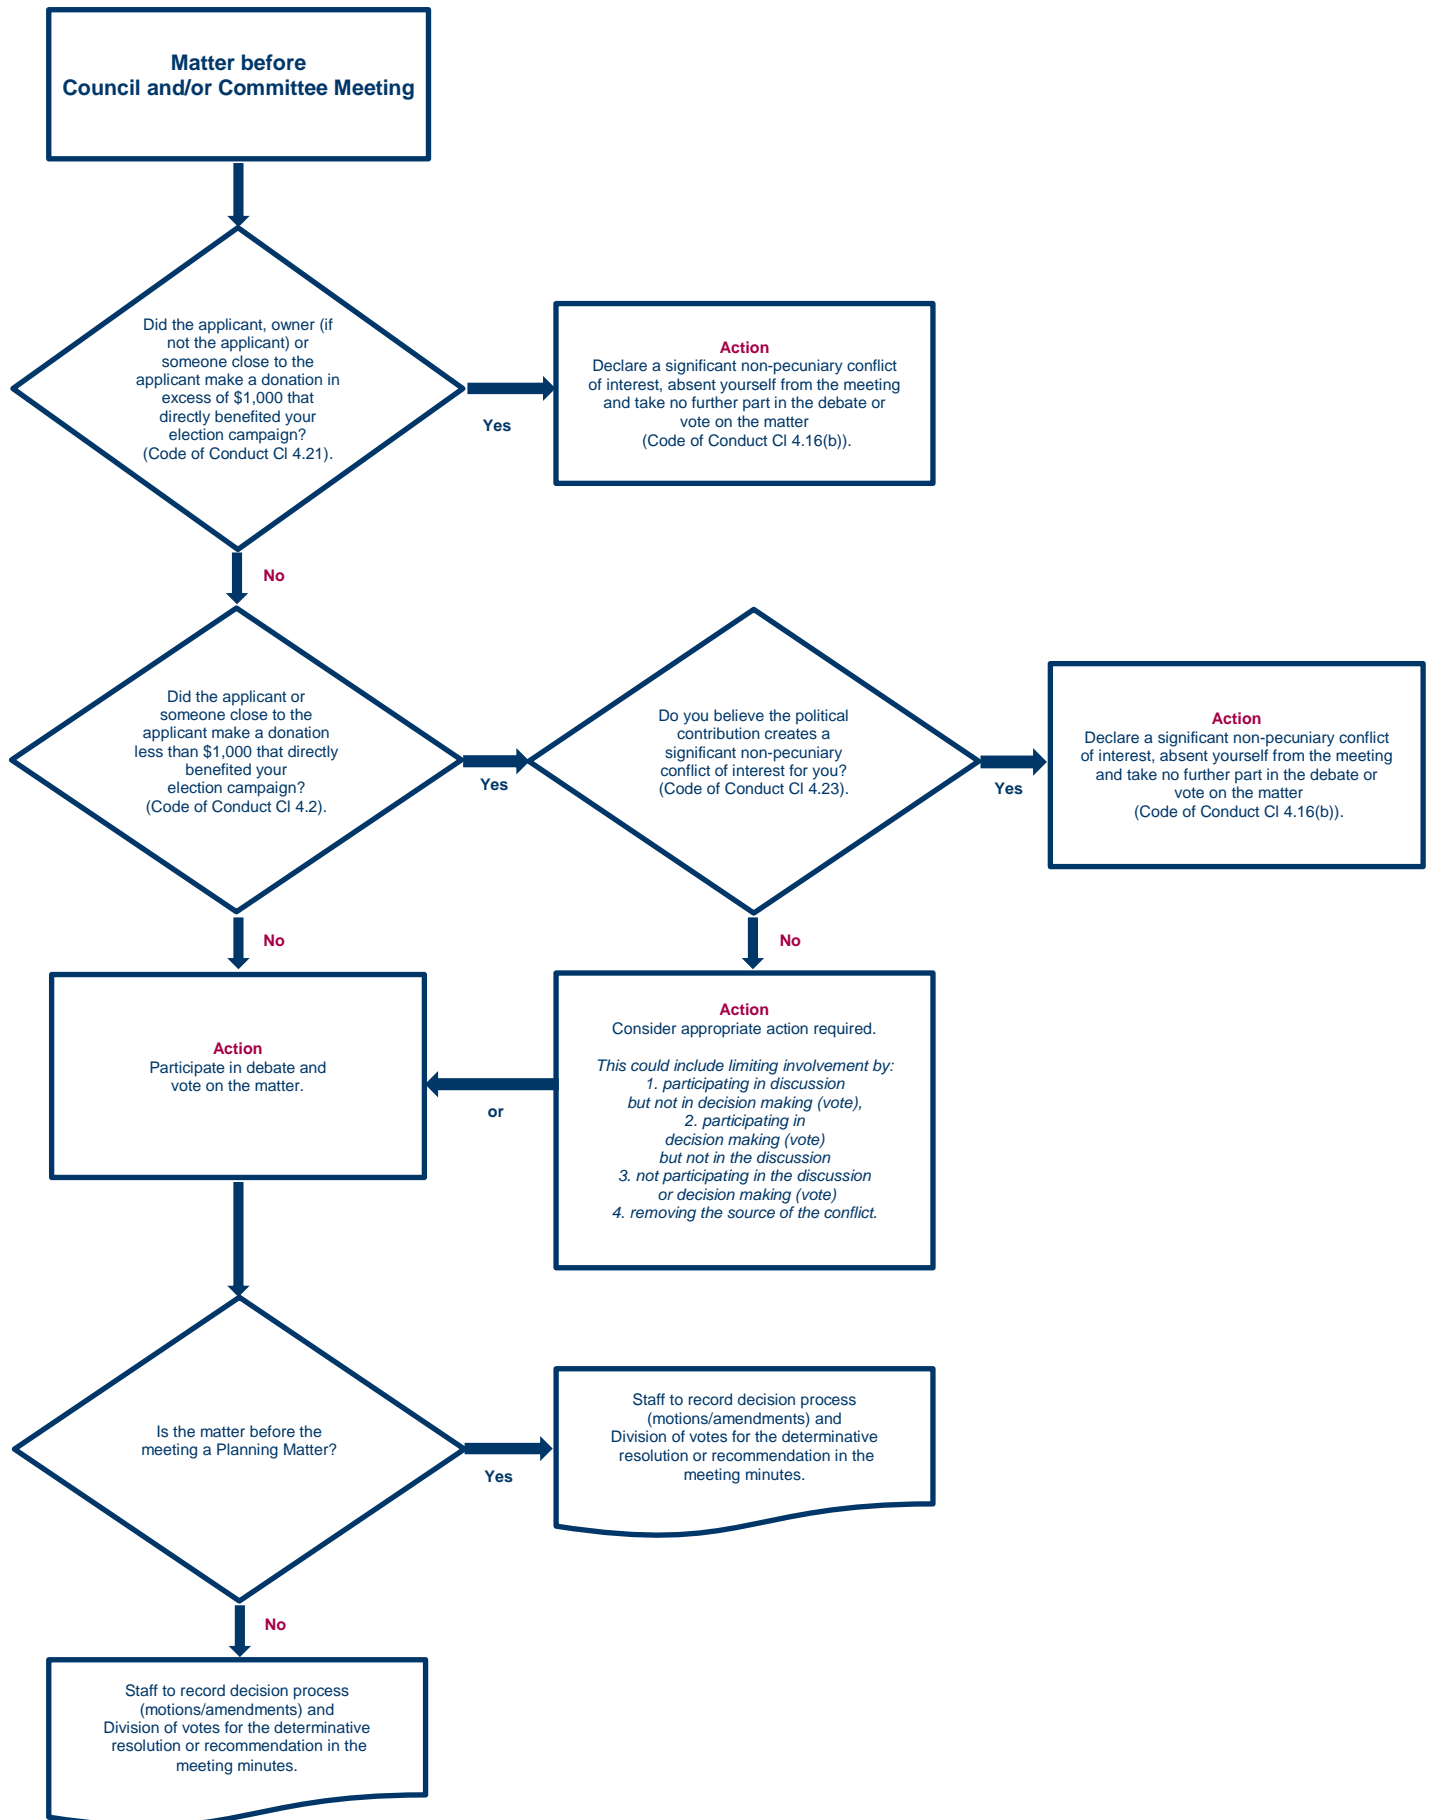 Matter before
Council and/or Committee Meeting
Did the applicant, owner (if
not the applicant) or
someone close to the
applicant make a donation in
excess of $1,000 that
directly benefited your
election campaign?
(Code of Conduct Cl 4.21).
Yes
Action
Declare a significant non-pecuniary conflict
of interest, absent yourself from the meeting
and take no further part in the debate or
vote on the matter
(Code of Conduct Cl 4.16(b)).
No
Did the applicant or
someone close to the
applicant make a donation
less than $1,000 that directly
benefited your
election campaign?
(Code of Conduct Cl 4.2).
Yes
Do you believe the political
contribution creates a
significant non-pecuniary
conflict of interest for you?
(Code of Conduct Cl 4.23).
Yes
Action
Declare a significant non-pecuniary conflict
of interest, absent yourself from the meeting
and take no further part in the debate or
vote on the matter
(Code of Conduct Cl 4.16(b)).
No
No
Action
Participate in debate and
vote on the matter.
or
Action
Consider appropriate action required.
This could include limiting involvement by:
1. participating in discussion
but not in decision making (vote),
2. participating in
decision making (vote)
but not in the discussion
3. not participating in the discussion
or decision making (vote)
4. removing the source of the conflict.
Is the matter before the
meeting a Planning Matter?
Yes
Staff to record decision process
(motions/amendments) and
Division of votes for the determinative
resolution or recommendation in the
meeting minutes.
No
Staff to record decision process
(motions/amendments) and
Division of votes for the determinative
resolution or recommendation in the
meeting minutes.